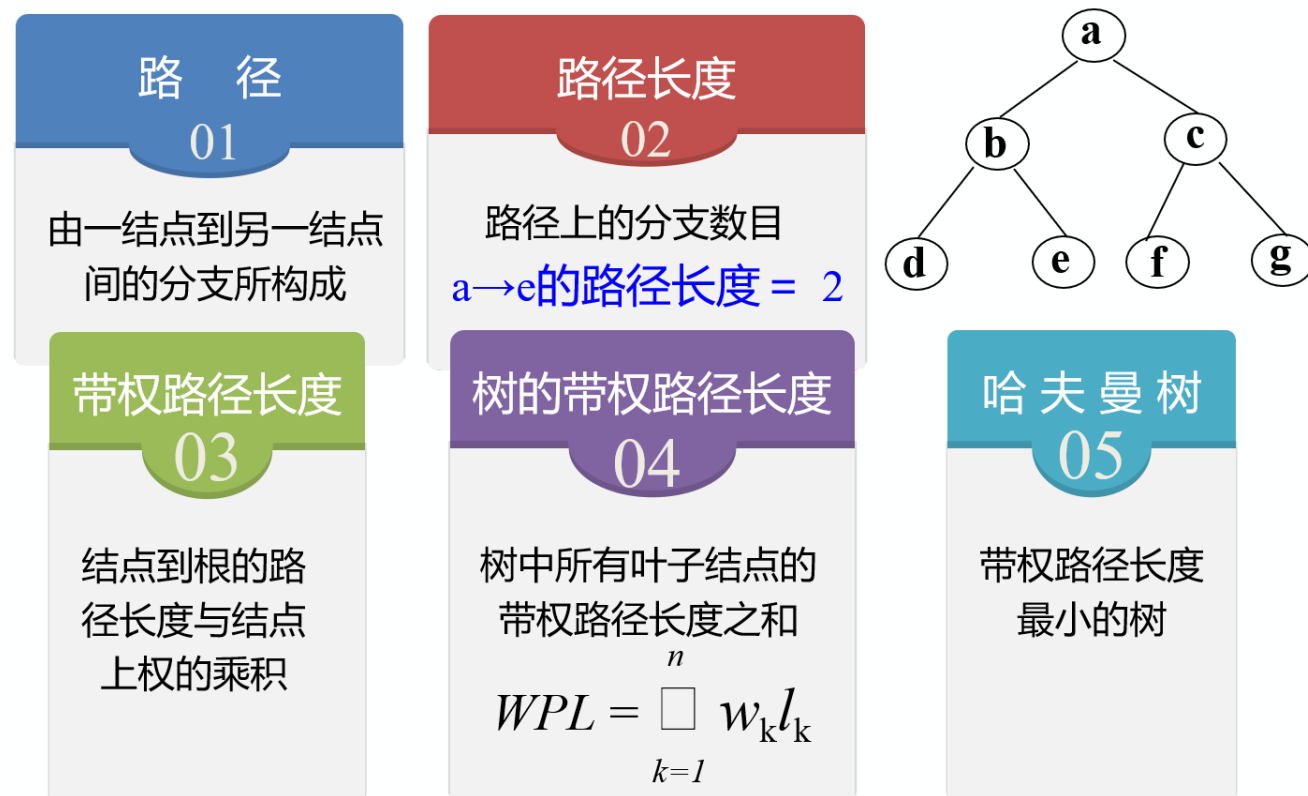 路 径
01
由一结点到另一结点
间的分支所构成
路径长度
02
路径上的分支数目
a→e的路径长度 = 2
a
b
c
d
e
f
g
带权路径长度
03
结点到根的路
径长度与结点
上权的乘积
树的带权路径长度
04
树中所有叶子结点的
带权路径长度之和
n
WPL = □ wₖlₖ
k=1
哈 夫 曼 树
05
带权路径长度
最小的树